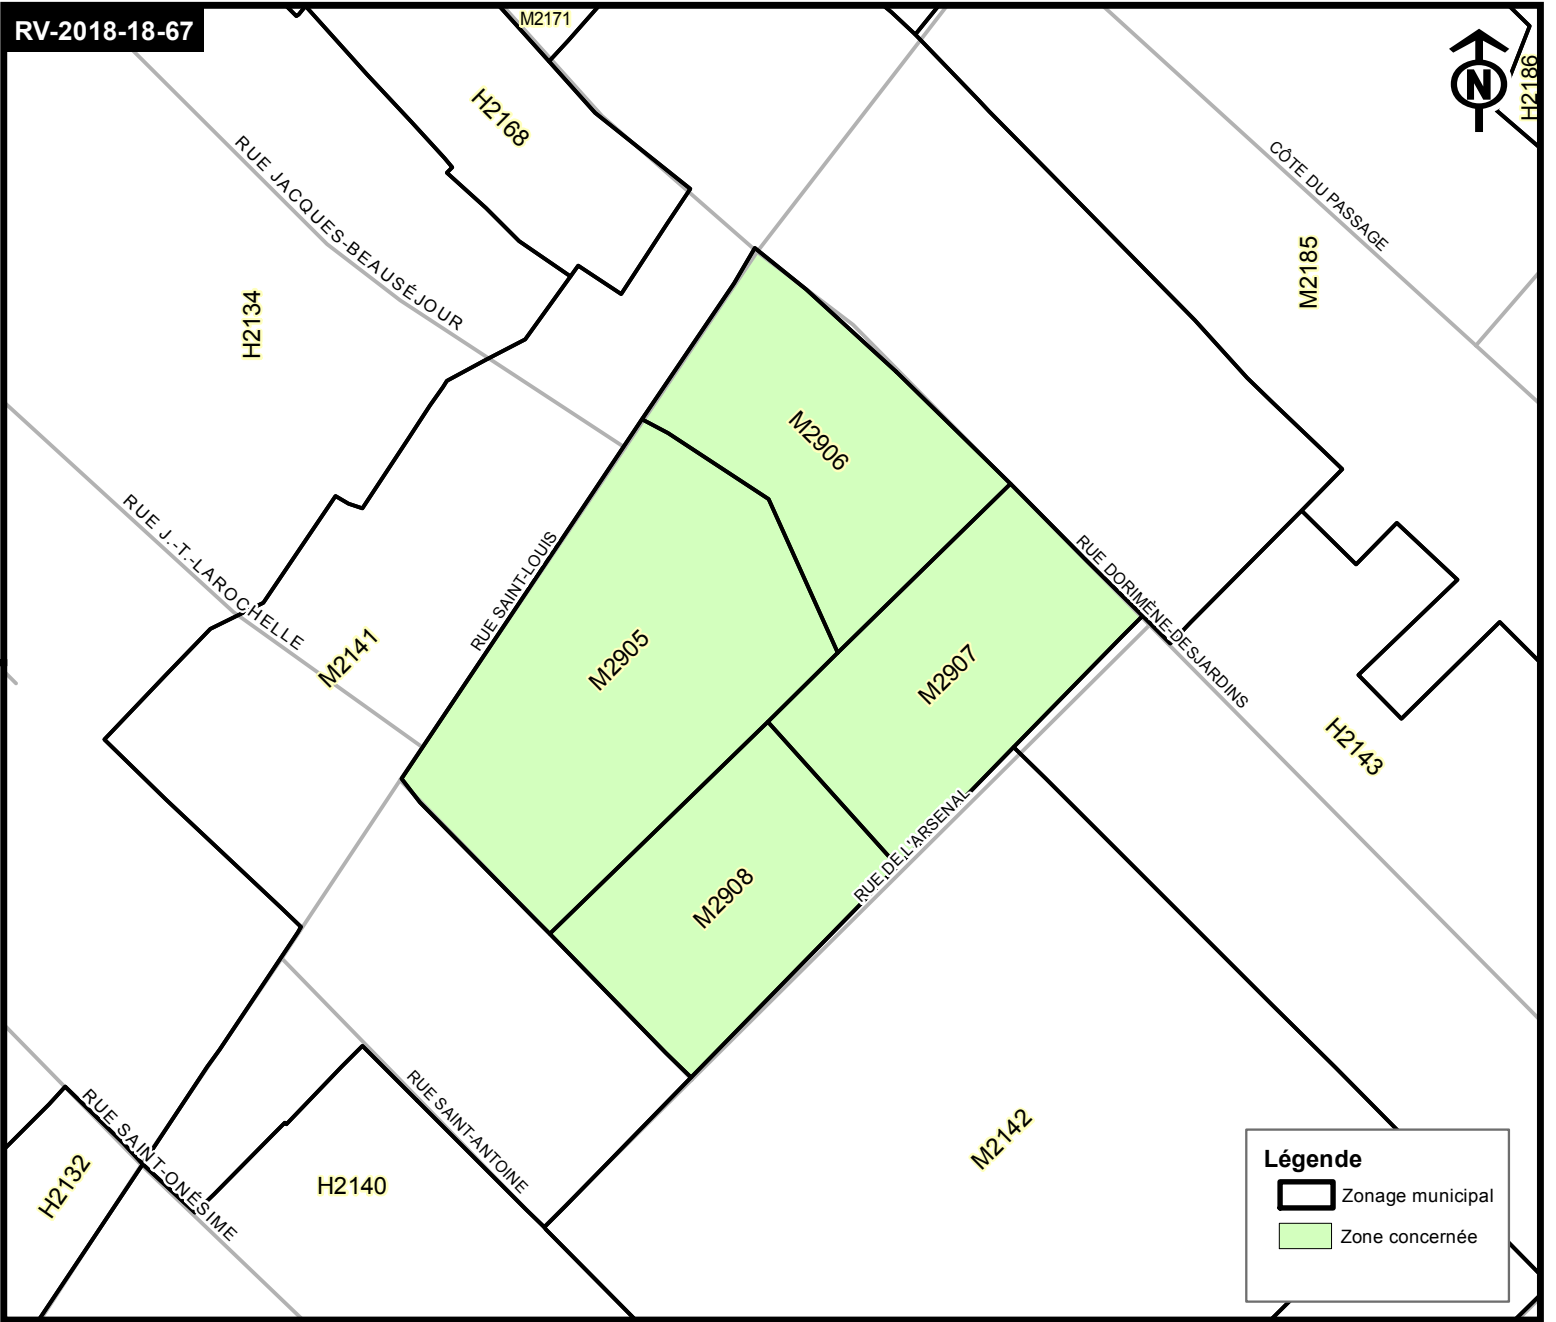 RV-2018-18-67
M2171
N
H2186
H2168
RUE JACQUES-BEAUSÉJOUR
CÔTE DU PASSAGE
M2185
H2134
M2906
RUE J.-T.-LAROCHELLE
RUE SAINT-LOUIS
RUE DORIMÈNE-DESJARDINS
M2141
M2905
M2907
H2143
RUE DE L'ARSENAL
M2908
RUE SAINT-ANTOINE
RUE SAINT-ONÉSIME
M2142
H2132
H2140
Légende
Zonage municipal
Zone concernée